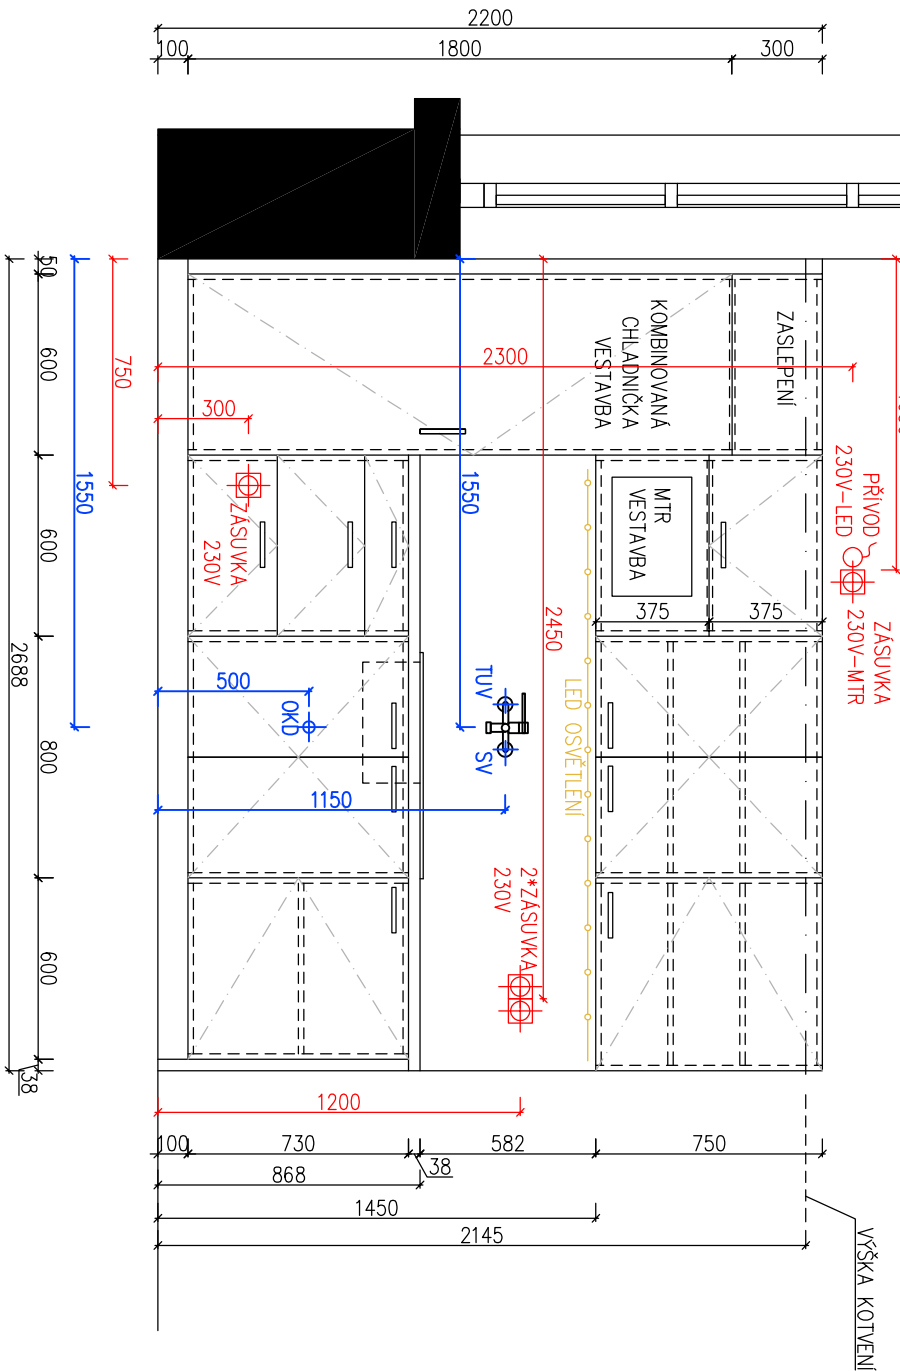 2200
100
1800
300
50
600
600
2688
800
600
38
750
300
2300
1550
1550
ZASLEPENÍ
KOMBINOVANÁ
CHLADNIČKA
VESTAVBA
PŘÍVOD
230V-LED
ZÁSUVKA
230V-MTR
MTR
VESTAVBA
375
375
ZÁSUVKA
230V
2450
500
OKD
TUV
SV
1150
LED OSVĚTLENÍ
2*ZÁSUVKA
230V
1200
100
730
38
582
750
868
1450
2145
VÝŠKA KOTVENÍ